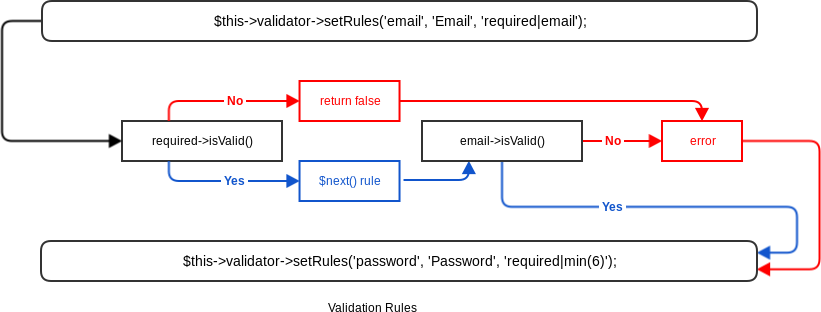 $this->validator->setRules('email', 'Email', 'required|email');
No
return false
required->isValid()
email->isValid()
No
error
Yes
$next() rule
Yes
$this->validator->setRules('password', 'Password', 'required|min(6)');
Validation Rules